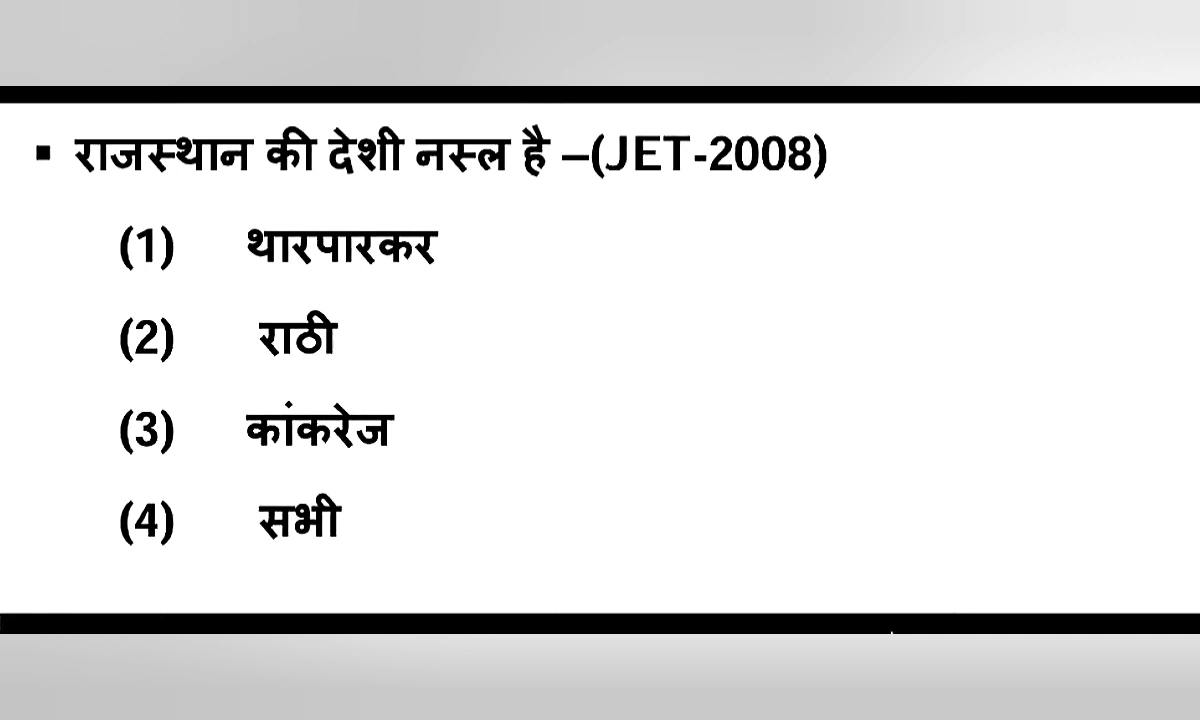 ▪ राजस्थान की देशी नस्ल है –(JET-2008)
(1) थारपारकर
(2) राठी
(3) कांकरेज
(4) सभी